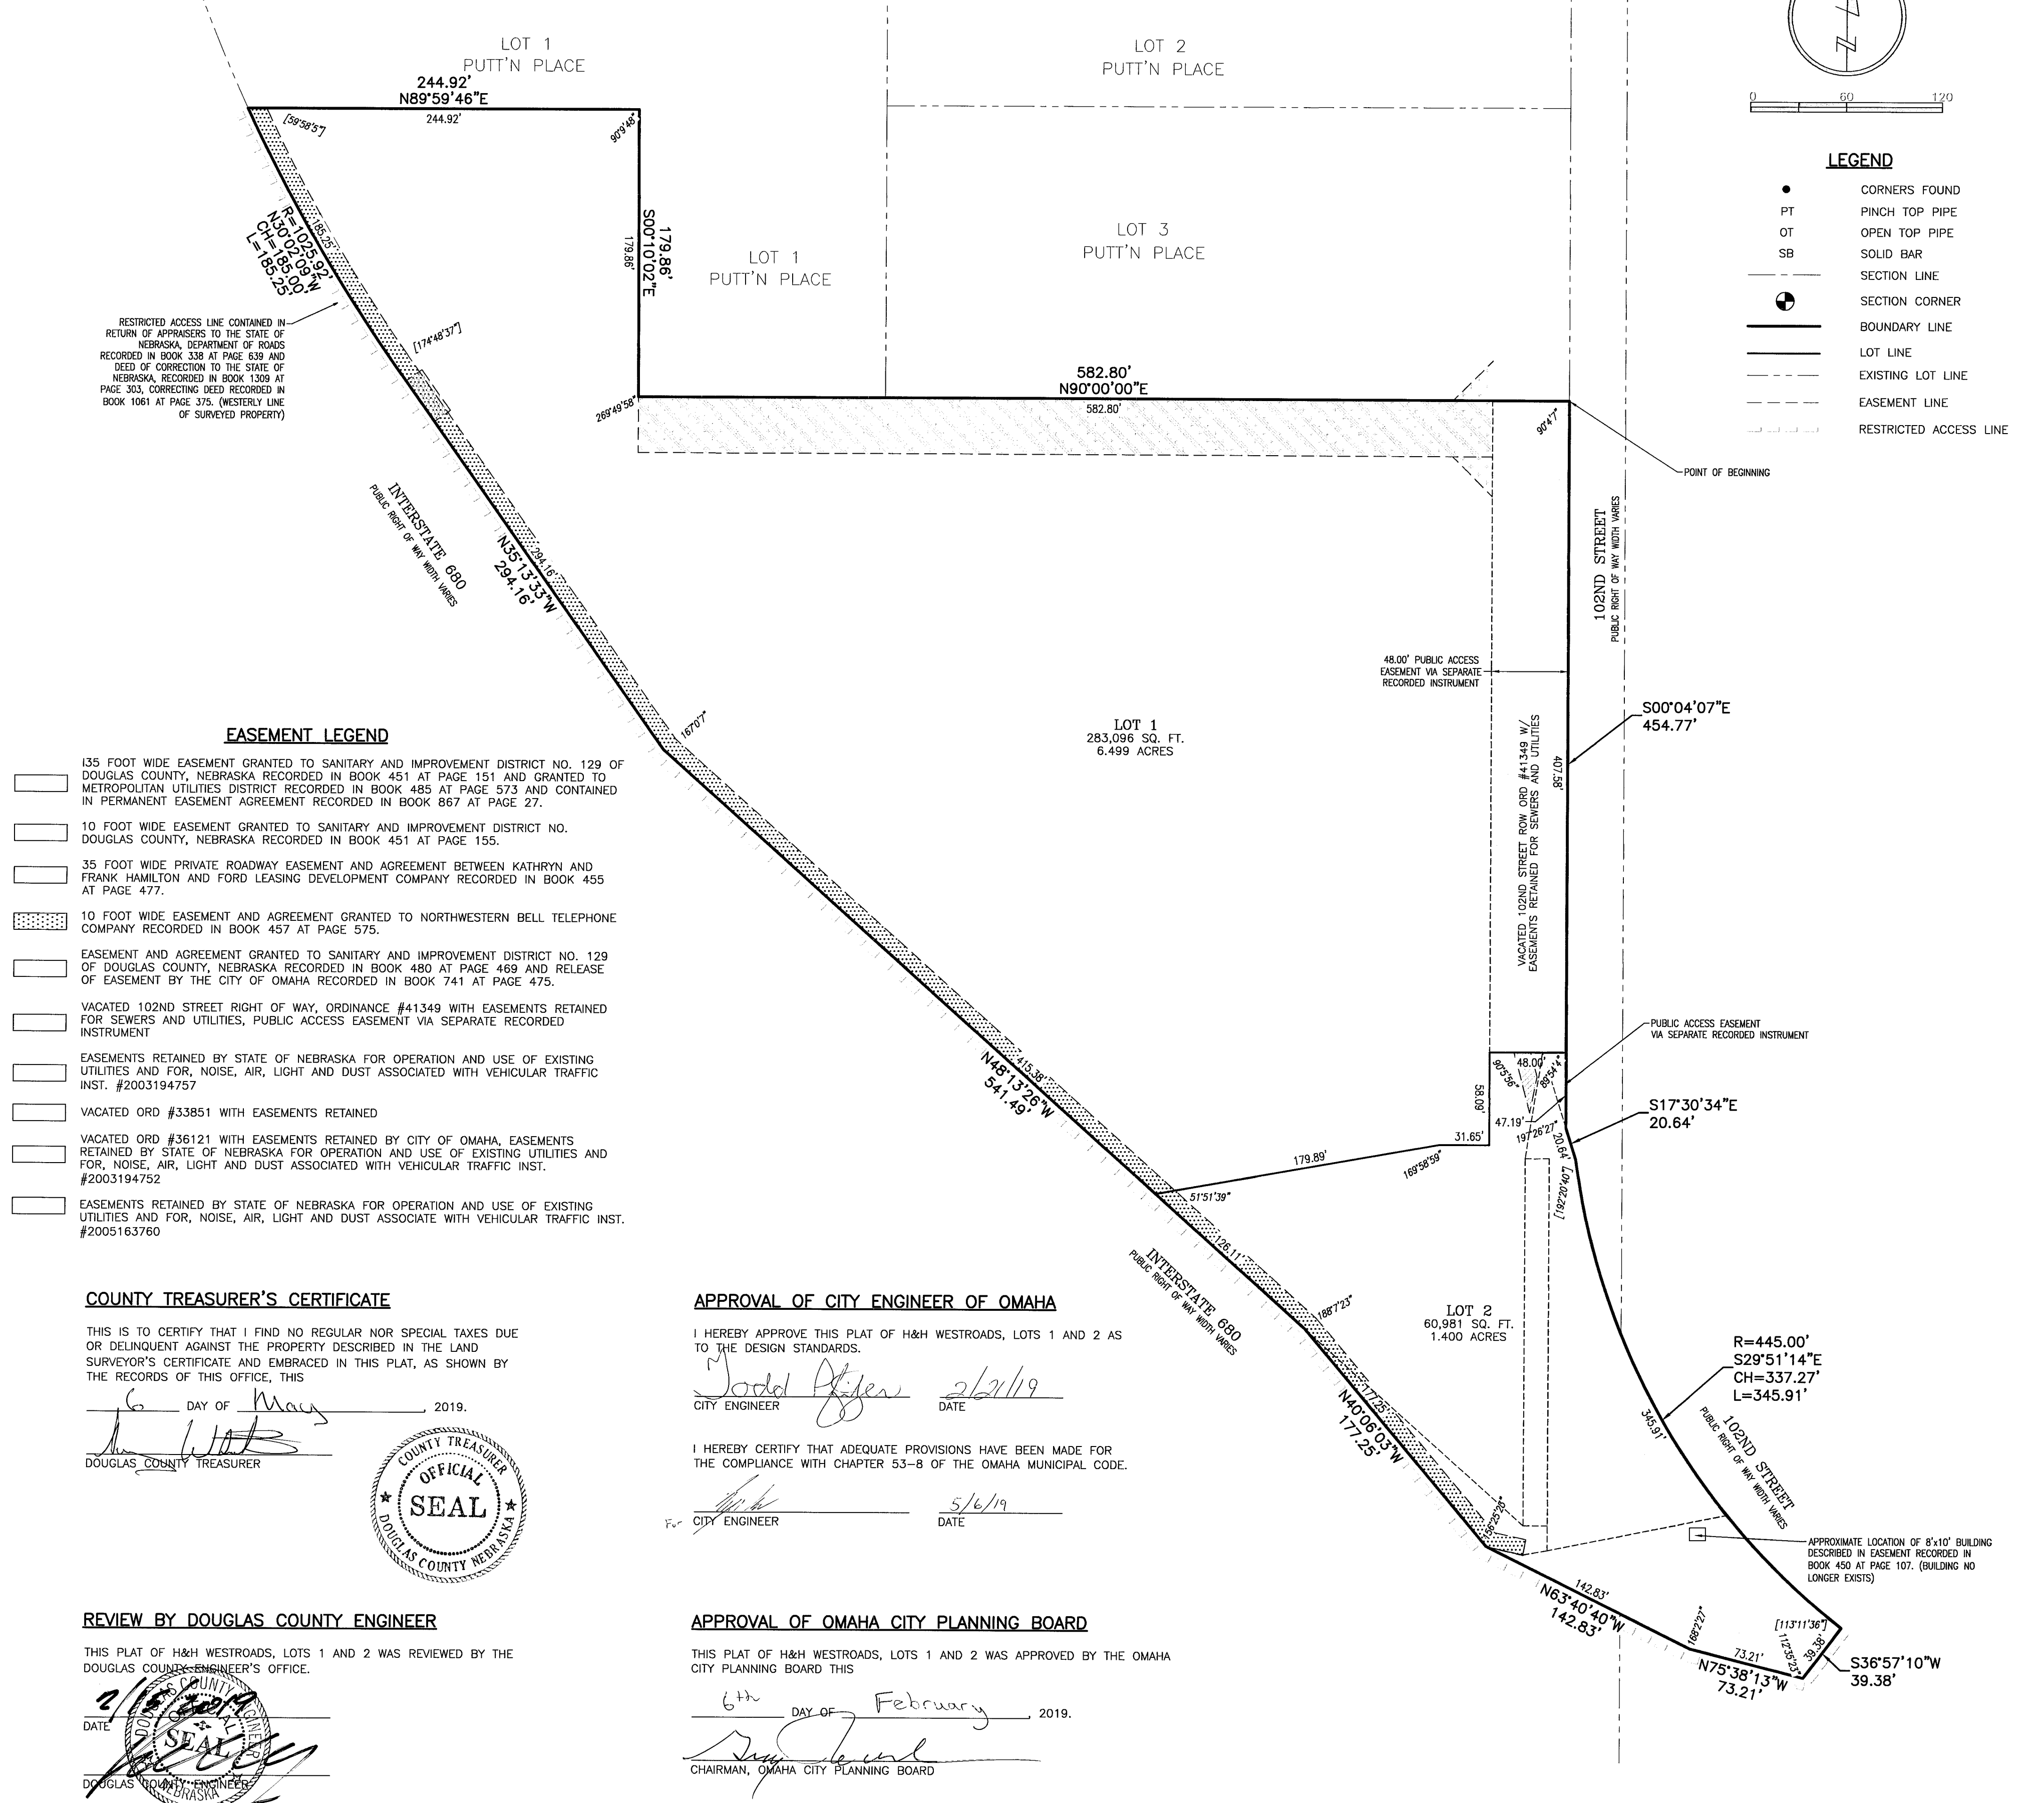 LOT 1
PUTT'N PLACE
LOT 2
PUTT'N PLACE
244.92'
N89°59'46"E
244.92'
[59°58'5"]
90°9'48"
R=1025.92'
N30°02'09"W
CH=185.00'
L=185.25'
185.25'
179.86'
S00°10'02"E
179.86'
LOT 1
PUTT'N PLACE
LOT 3
PUTT'N PLACE
0 60 120
LEGEND
CORNERS FOUND
PT PINCH TOP PIPE
OT OPEN TOP PIPE
SB SOLID BAR
SECTION LINE
SECTION CORNER
BOUNDARY LINE
LOT LINE
EXISTING LOT LINE
EASEMENT LINE
RESTRICTED ACCESS LINE
RESTRICTED ACCESS LINE CONTAINED IN
RETURN OF APPRAISERS TO THE STATE OF
NEBRASKA, DEPARTMENT OF ROADS
RECORDED IN BOOK 338 AT PAGE 639 AND
DEED OF CORRECTION TO THE STATE OF
NEBRASKA, RECORDED IN BOOK 1309 AT
PAGE 303, CORRECTING DEED RECORDED IN
BOOK 1061 AT PAGE 375. (WESTERLY LINE
OF SURVEYED PROPERTY)
[174°48'37"]
269°49'58"
582.80'
N90°00'00"E
582.80'
90°4'7"
POINT OF BEGINNING
INTERSTATE 680
PUBLIC RIGHT OF WAY WIDTH VARIES
294.16'
N35°13'33"W
294.16'
102ND STREET
PUBLIC RIGHT OF WAY WIDTH VARIES
48.00' PUBLIC ACCESS
EASEMENT VIA SEPARATE
RECORDED INSTRUMENT
167°0'7"
LOT 1
283,096 SQ. FT.
6.499 ACRES
S00°04'07"E
454.77'
407.58'
VACATED 102ND STREET ROW ORD #41349 W/
EASEMENTS RETAINED FOR SEWERS AND UTILITIES
EASEMENT LEGEND
135 FOOT WIDE EASEMENT GRANTED TO SANITARY AND IMPROVEMENT DISTRICT NO. 129 OF
DOUGLAS COUNTY, NEBRASKA RECORDED IN BOOK 451 AT PAGE 151 AND GRANTED TO
METROPOLITAN UTILITIES DISTRICT RECORDED IN BOOK 485 AT PAGE 573 AND CONTAINED
IN PERMANENT EASEMENT AGREEMENT RECORDED IN BOOK 867 AT PAGE 27.
10 FOOT WIDE EASEMENT GRANTED TO SANITARY AND IMPROVEMENT DISTRICT NO.
DOUGLAS COUNTY, NEBRASKA RECORDED IN BOOK 451 AT PAGE 155.
35 FOOT WIDE PRIVATE ROADWAY EASEMENT AND AGREEMENT BETWEEN KATHRYN AND
FRANK HAMILTON AND FORD LEASING DEVELOPMENT COMPANY RECORDED IN BOOK 455
AT PAGE 477.
10 FOOT WIDE EASEMENT AND AGREEMENT GRANTED TO NORTHWESTERN BELL TELEPHONE
COMPANY RECORDED IN BOOK 457 AT PAGE 575.
EASEMENT AND AGREEMENT GRANTED TO SANITARY AND IMPROVEMENT DISTRICT NO. 129
OF DOUGLAS COUNTY, NEBRASKA RECORDED IN BOOK 480 AT PAGE 469 AND RELEASE
OF EASEMENT BY THE CITY OF OMAHA RECORDED IN BOOK 741 AT PAGE 475.
VACATED 102ND STREET RIGHT OF WAY, ORDINANCE #41349 WITH EASEMENTS RETAINED
FOR SEWERS AND UTILITIES, PUBLIC ACCESS EASEMENT VIA SEPARATE RECORDED
INSTRUMENT
EASEMENTS RETAINED BY STATE OF NEBRASKA FOR OPERATION AND USE OF EXISTING
UTILITIES AND FOR, NOISE, AIR, LIGHT AND DUST ASSOCIATED WITH VEHICULAR TRAFFIC
INST. #2003194757
VACATED ORD #33851 WITH EASEMENTS RETAINED
VACATED ORD #36121 WITH EASEMENTS RETAINED BY CITY OF OMAHA, EASEMENTS
RETAINED BY STATE OF NEBRASKA FOR OPERATION AND USE OF EXISTING UTILITIES AND
FOR, NOISE, AIR, LIGHT AND DUST ASSOCIATED WITH VEHICULAR TRAFFIC INST.
#2003194752
EASEMENTS RETAINED BY STATE OF NEBRASKA FOR OPERATION AND USE OF EXISTING
UTILITIES AND FOR, NOISE, AIR, LIGHT AND DUST ASSOCIATE WITH VEHICULAR TRAFFIC INST.
#2005163760
415.38'
N48°13'26"W
541.49'
PUBLIC ACCESS EASEMENT
VIA SEPARATE RECORDED INSTRUMENT
48.00'
90°5'56"
89°54'4"
58.09'
47.19'
197°26'27"
20.64'
S17°30'34"E
20.64'
31.65'
179.89'
169°58'59"
51°51'39"
[192°20'40"]
126.11'
INTERSTATE 680
PUBLIC RIGHT OF WAY WIDTH VARIES
188°7'23"
LOT 2
60,981 SQ. FT.
1.400 ACRES
R=445.00'
S29°51'14"E
CH=337.27'
L=345.91'
345.91'
102ND STREET
PUBLIC RIGHT OF WAY WIDTH VARIES
177.25'
N40°06'03"W
177.25'
156°25'26"
APPROXIMATE LOCATION OF 8'x10' BUILDING
DESCRIBED IN EASEMENT RECORDED IN
BOOK 450 AT PAGE 107. (BUILDING NO
LONGER EXISTS)
142.83'
N63°40'40"W
142.83'
168°2'27"
73.21'
N75°38'13"W
73.21'
[113°11'36"]
112°35'23"
39.38'
S36°57'10"W
39.38'
COUNTY TREASURER'S CERTIFICATE
THIS IS TO CERTIFY THAT I FIND NO REGULAR NOR SPECIAL TAXES DUE
OR DELINQUENT AGAINST THE PROPERTY DESCRIBED IN THE LAND
SURVEYOR'S CERTIFICATE AND EMBRACED IN THIS PLAT, AS SHOWN BY
THE RECORDS OF THIS OFFICE, THIS
6 DAY OF May, 2019.
DOUGLAS COUNTY TREASURER
COUNTY TREASURER
OFFICIAL
SEAL
DOUGLAS COUNTY NEBRASKA
APPROVAL OF CITY ENGINEER OF OMAHA
I HEREBY APPROVE THIS PLAT OF H&H WESTROADS, LOTS 1 AND 2 AS
TO THE DESIGN STANDARDS.
Todd 2/21/19
CITY ENGINEER DATE
I HEREBY CERTIFY THAT ADEQUATE PROVISIONS HAVE BEEN MADE FOR
THE COMPLIANCE WITH CHAPTER 53-8 OF THE OMAHA MUNICIPAL CODE.
5/6/19
For CITY ENGINEER DATE
REVIEW BY DOUGLAS COUNTY ENGINEER
THIS PLAT OF H&H WESTROADS, LOTS 1 AND 2 WAS REVIEWED BY THE
DOUGLAS COUNTY ENGINEER'S OFFICE.
DATE
DOUGLAS COUNTY ENGINEER
OFFICIAL
SEAL
NEBRASKA
DOUGLAS COUNTY ENGINEER
APPROVAL OF OMAHA CITY PLANNING BOARD
THIS PLAT OF H&H WESTROADS, LOTS 1 AND 2 WAS APPROVED BY THE OMAHA
CITY PLANNING BOARD THIS
6th DAY OF February, 2019.
CHAIRMAN, OMAHA CITY PLANNING BOARD